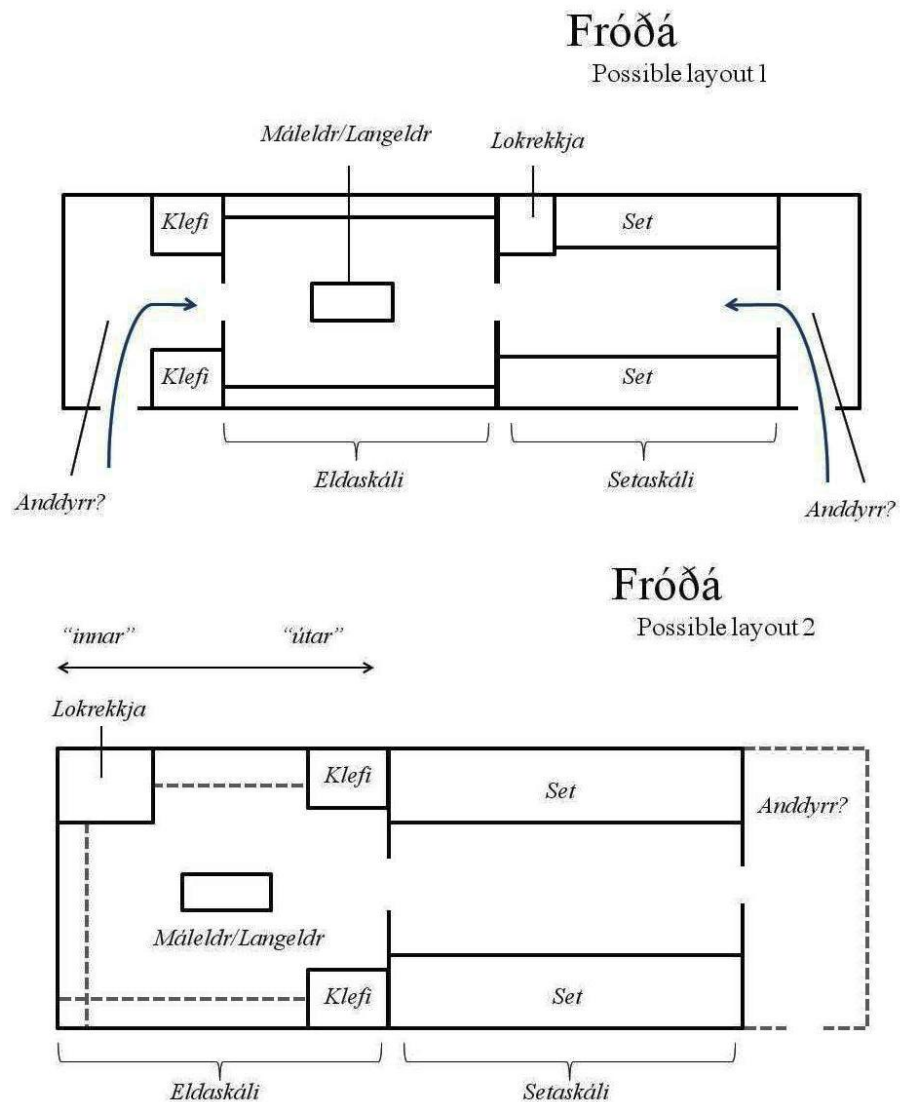 Fróðá
Possible layout 1
Máleldr/Langeldr
Lokrekkja
Klefi
Set
Klefi
Set
Eldaskáli
Setaskáli
Anddyrr?
Anddyrr?
Fróðá
Possible layout 2
“innar”
“útar”
Lokrekkja
Klefi
Set
Anddyrr?
Máleldr/Langeldr
Klefi
Set
Eldaskáli
Setaskáli